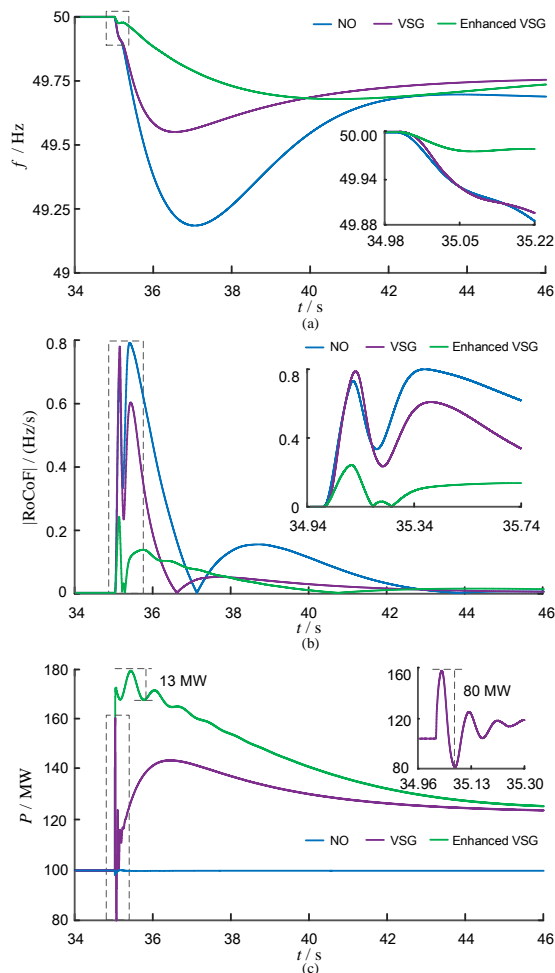 50
49.75
49.5
49.25
49
f / Hz
NO VSG Enhanced VSG
50.00
49.94
49.88
34.98 35.05 35.22
34 36 38 40 42 44 46
t / s
(a)
0.8
0.6
0.4
0.2
0
|RoCoF| / (Hz/s)
NO VSG Enhanced VSG
0.8
0.4
0
34.94 35.34 35.74
34 36 38 40 42 44 46
t / s
(b)
180
160
140
120
100
80
P / MW
13 MW
160
120
80
80 MW
34.96 35.13 35.30
NO VSG Enhanced VSG
34 36 38 40 42 44 46
t / s
(c)